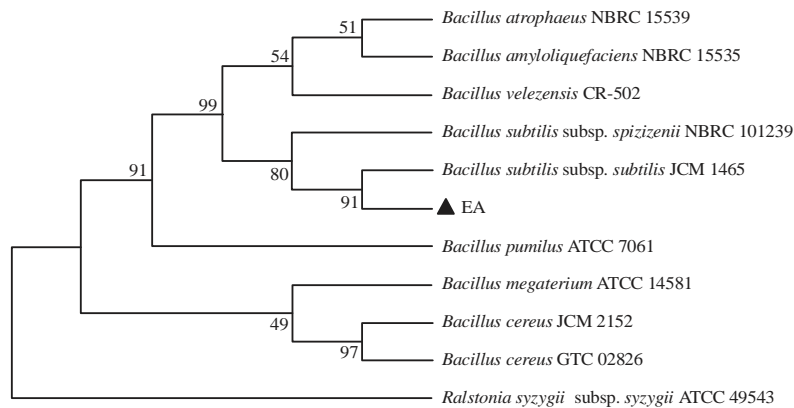 Bacillus atrophaeus NBRC 15539
51
Bacillus amyloliquefaciens NBRC 15535
54
Bacillus velezensis CR-502
99
Bacillus subtilis subsp. spizizenii NBRC 101239
91
80
Bacillus subtilis subsp. subtilis JCM 1465
91
▲ EA
Bacillus pumilus ATCC 7061
Bacillus megaterium ATCC 14581
49
Bacillus cereus JCM 2152
97
Bacillus cereus GTC 02826
Ralstonia syzygii subsp. syzygii ATCC 49543